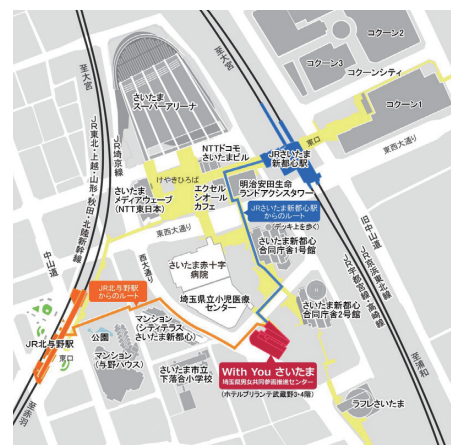 至大宮
至大宮
コクーン2
コクーン3
コクーンシティ
コクーン1
さいたま
スーパーアリーナ
JR東北・上越・山形・秋田・北陸新幹線
JR埼京線
NTTドコモ
さいたまビル
東口
JRさいたま
新都心駅
東西大通り
けやきひろば
さいたま
メディアウェーブ
(NTT東日本)
エクセル
シオール
カフェ
明治安田生命
ランドアクシスタワー
JRさいたま新都心駅
からのルート
(デッキ上を歩く)
旧中山道
中山道
東西大通り
西大通り
さいたま新都心
合同庁舎1号館
JR京浜東北線
JR宇都宮線・高崎線
さいたま赤十字
病院
JR北与野駅
からのルート
埼玉県立小児医療
センター
さいたま新都心
合同庁舎2号館
JR北与野駅
東口
公園
マンション
(シティテラス
さいたま新都心)
マンション
(与野ハウス)
さいたま市立
下落合小学校
With You さいたま
埼玉県男女共同参画推進センター
(ホテルブリランテ武蔵野3・4階)
至浦和
至赤羽
ラフレさいたま